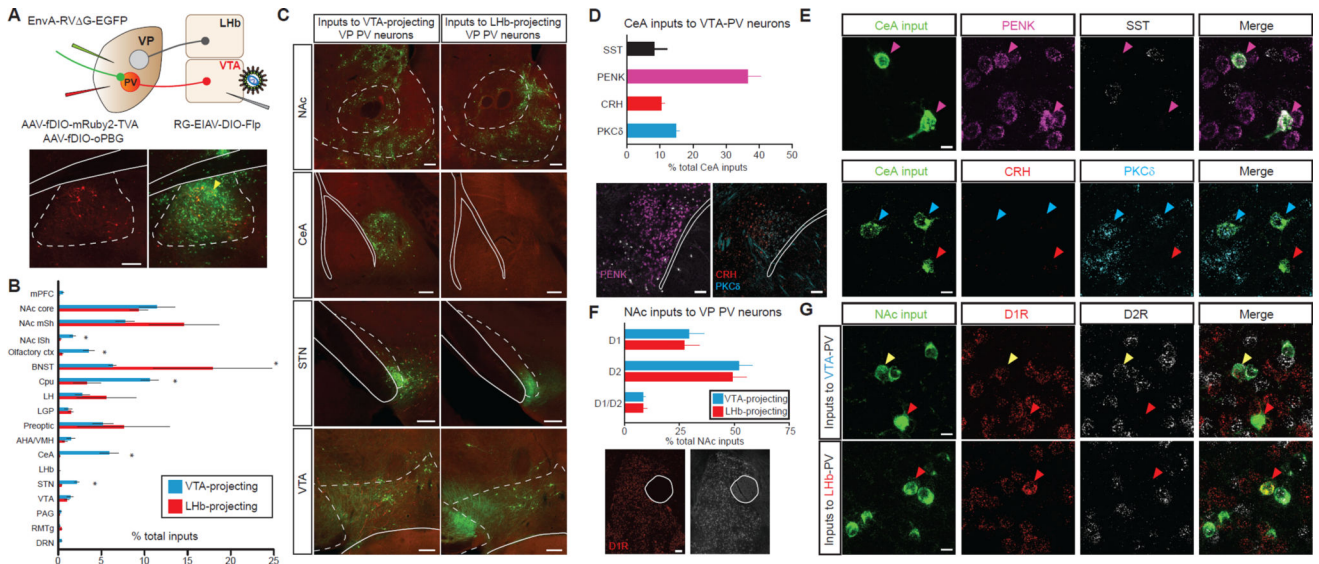 A
EnvA-RVΔG-EGFP
LHb
VP
VTA
PV
AAV-fDIO-mRuby2-TVA
AAV-fDIO-oPBG
RG-EIAV-DIO-Flp
B
mPFC
NAc core
NAc mSh
NAc lSh
*
Olfactory ctx
*
BNST
*
Cpu
*
LH
LGP
Preoptic
AHA/VMH
CeA
*
LHb
STN
*
VTA
PAG
RMTg
DRN
VTA-projecting
LHb-projecting
% total inputs
0 5 10 15 20 25
C
Inputs to VTA-projecting
VP PV neurons
Inputs to LHb-projecting
VP PV neurons
NAc
CeA
STN
VTA
D
CeA inputs to VTA-PV neurons
SST
PENK
CRH
PKCδ
0 10 20 30 40 50
% total CeA inputs
PENK
CRH
PKCδ
E
CeA input
PENK
SST
Merge
CeA input
CRH
PKCδ
Merge
F
NAc inputs to VP PV neurons
D1
D2
D1/D2
VTA-projecting
LHb-projecting
0 25 50 75
% total NAc inputs
D1R
G
NAc input
D1R
D2R
Merge
Inputs to VTA-PV
Inputs to LHb-PV